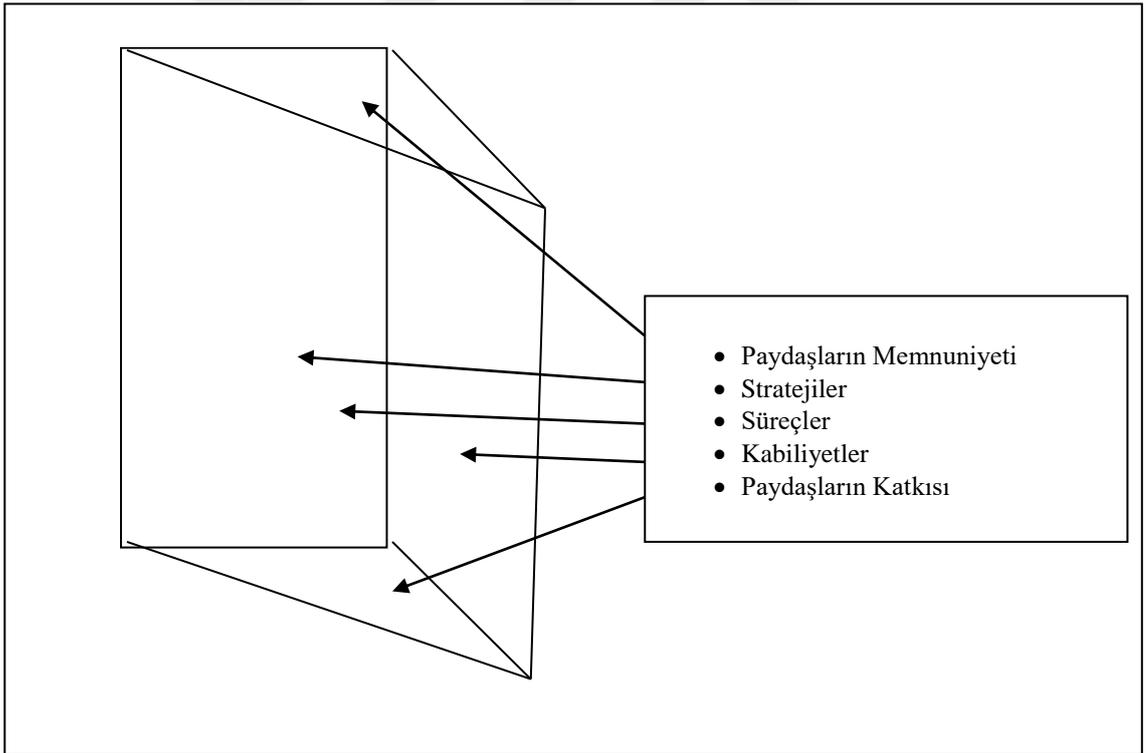 • Paydaşların Memnuniyeti
• Stratejiler
• Süreçler
• Kabiliyetler
• Paydaşların Katkısı